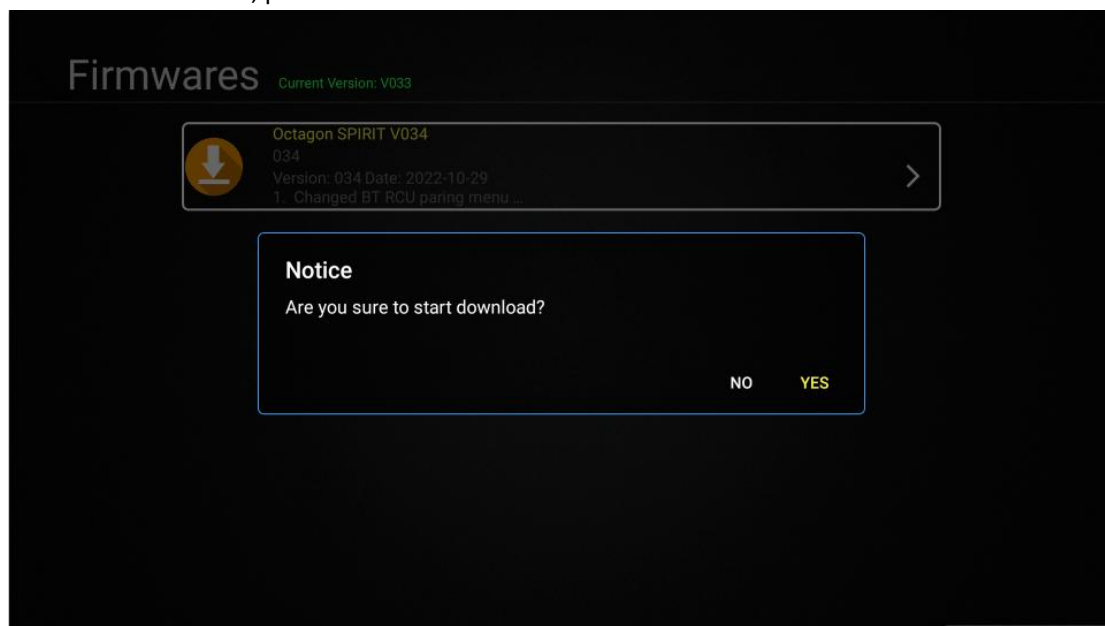 Firmwares Current Version: V033
Octagon SPIRIT V034
034
Version: 034 Date: 2022-10-29
1. Changed BT RCU paring menu ...
Notice
Are you sure to start download?
NO YES